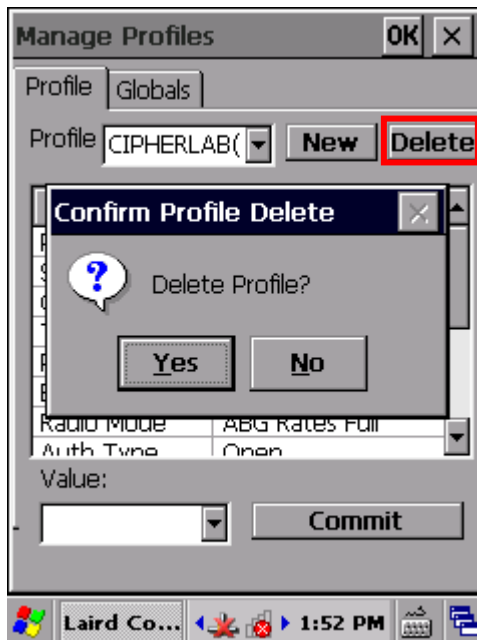 Manage Profiles OK ×
Profile Globals
Profile CIPHERLAB( New Delete
Confirm Profile Delete ×
?
Delete Profile?
Yes No
Radio Mode ABG Rates Full
Auth Type Open
Value:
Commit
Laird Co... 1:52 PM